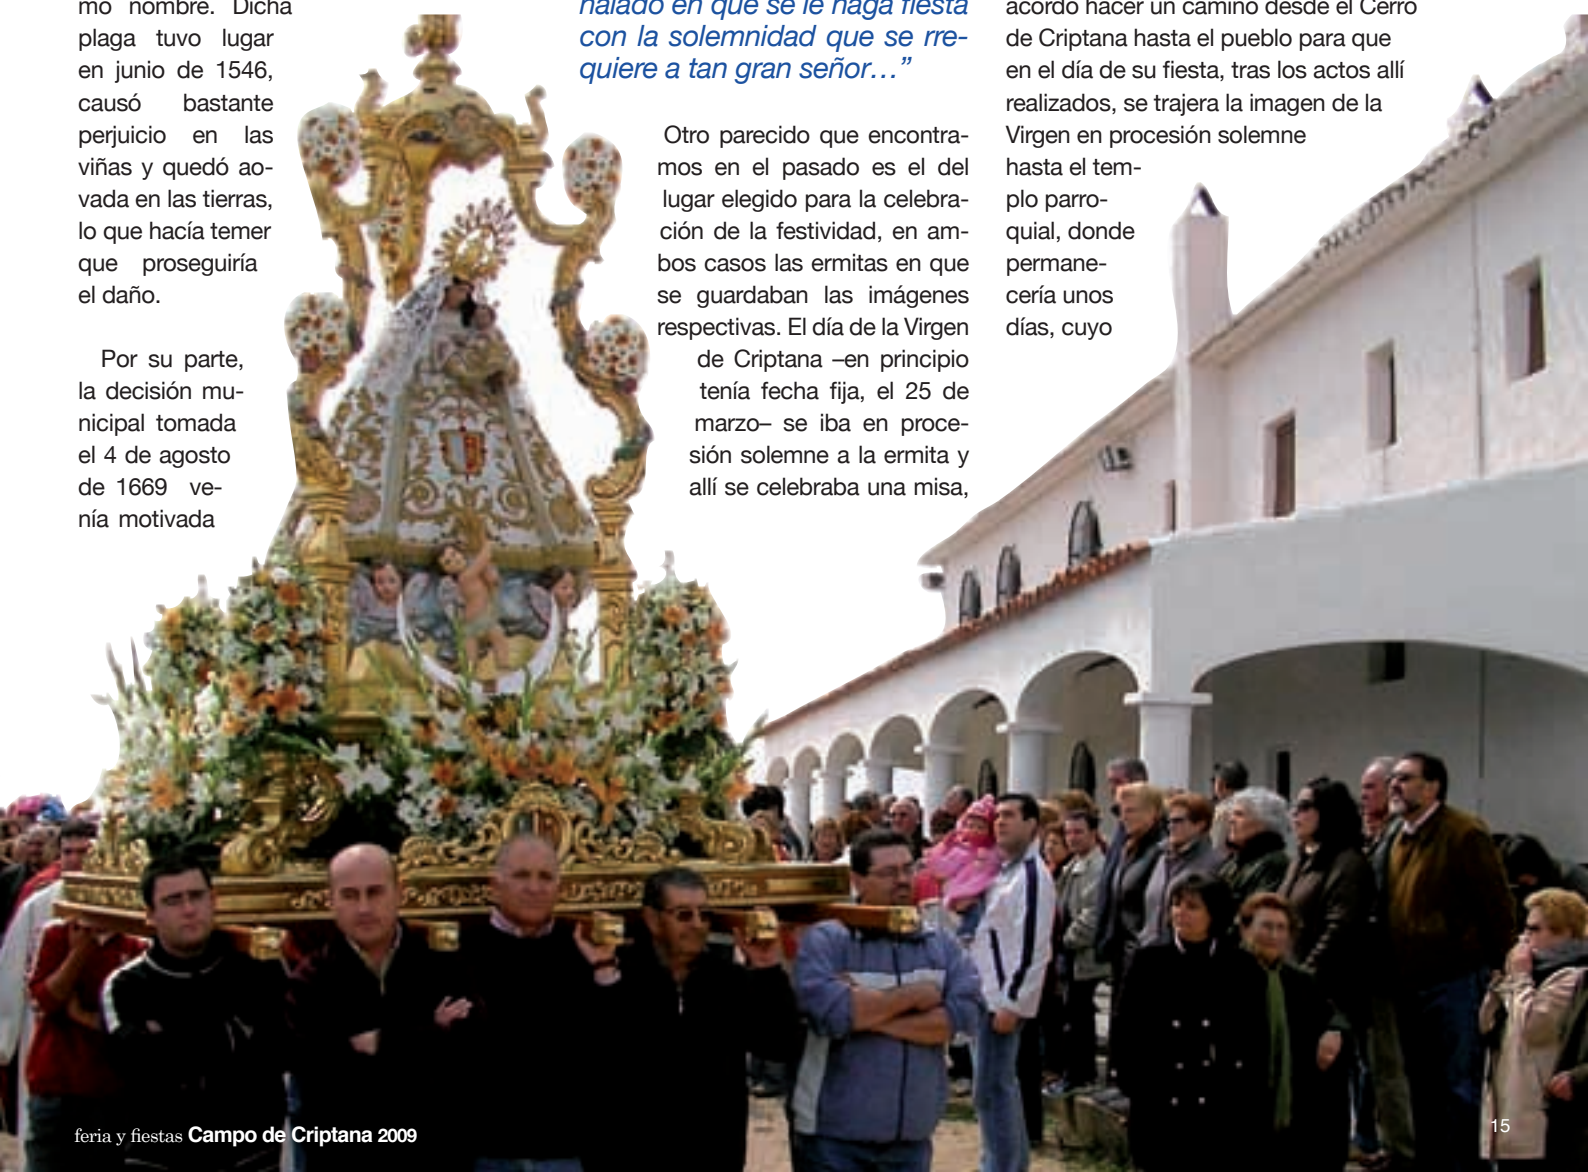 mo nombre. Dicha
plaga tuvo lugar
en junio de 1546,
causó bastante
perjuicio en las
viñas y quedó ao-
vada en las tierras,
lo que hacía temer
que proseguiría
el daño.
Por su parte,
la decisión mu-
nicipal tomada
el 4 de agosto
de 1669 ve-
nía motivada
ñalado en que se le haga fiesta
con la solemnidad que se rre-
quiere a tan gran señor…”
Otro parecido que encontra-
mos en el pasado es el del
lugar elegido para la celebra-
ción de la festividad, en am-
bos casos las ermitas en que
se guardaban las imágenes
respectivas. El día de la Virgen
de Criptana –en principio
tenía fecha fija, el 25 de
marzo– se iba en proce-
sión solemne a la ermita y
allí se celebraba una misa,
acordó hacer un camino desde el Cerro
de Criptana hasta el pueblo para que
en el día de su fiesta, tras los actos allí
realizados, se trajera la imagen de la
Virgen en procesión solemne
hasta el tem-
plo parro-
quial, donde
permane-
cería unos
días, cuyo
feria y fiestas Campo de Criptana 2009
15